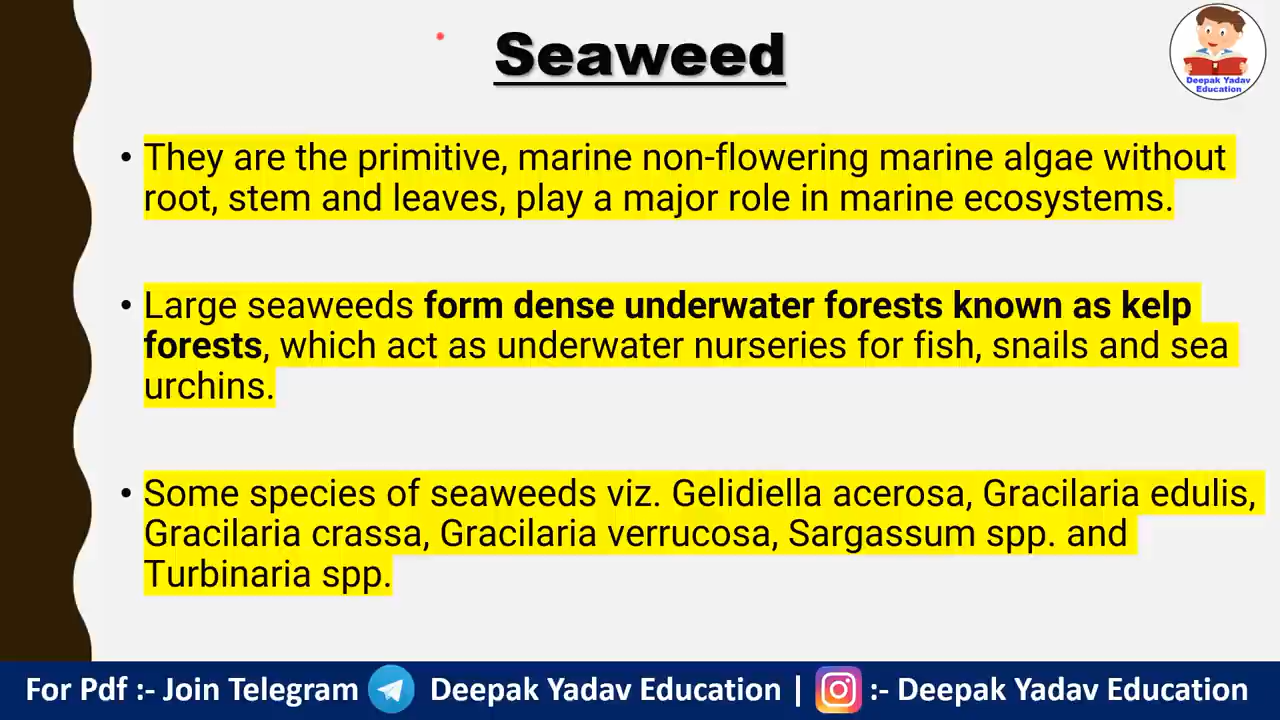 Seaweed
Deepak Yadav
Education
• They are the primitive, marine non-flowering marine algae without
root, stem and leaves, play a major role in marine ecosystems.
• Large seaweeds form dense underwater forests known as kelp
forests, which act as underwater nurseries for fish, snails and sea
urchins.
• Some species of seaweeds viz. Gelidiella acerosa, Gracilaria edulis,
Gracilaria crassa, Gracilaria verrucosa, Sargassum spp. and
Turbinaria spp.
For Pdf :- Join Telegram Deepak Yadav Education | :- Deepak Yadav Education